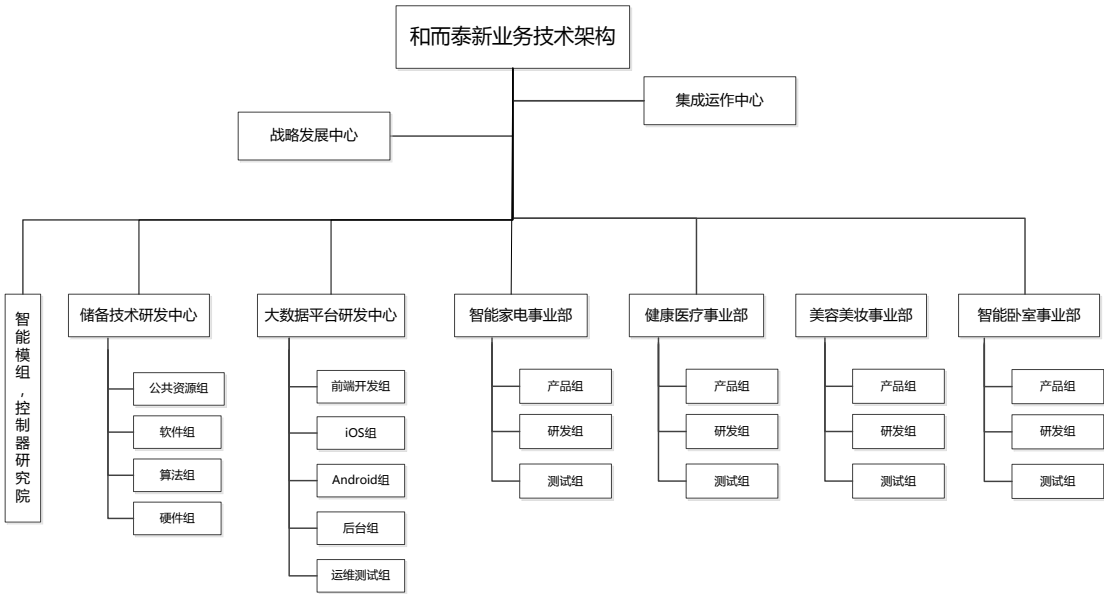 和而泰新业务技术架构
集成运作中心
战略发展中心
智能模组,控制器研究院
储备技术研发中心
公共资源组
软件组
算法组
硬件组
大数据平台研发中心
前端开发组
iOS组
Android组
后台组
运维测试组
智能家电事业部
产品组
研发组
测试组
健康医疗事业部
产品组
研发组
测试组
美容美妆事业部
产品组
研发组
测试组
智能卧室事业部
产品组
研发组
测试组